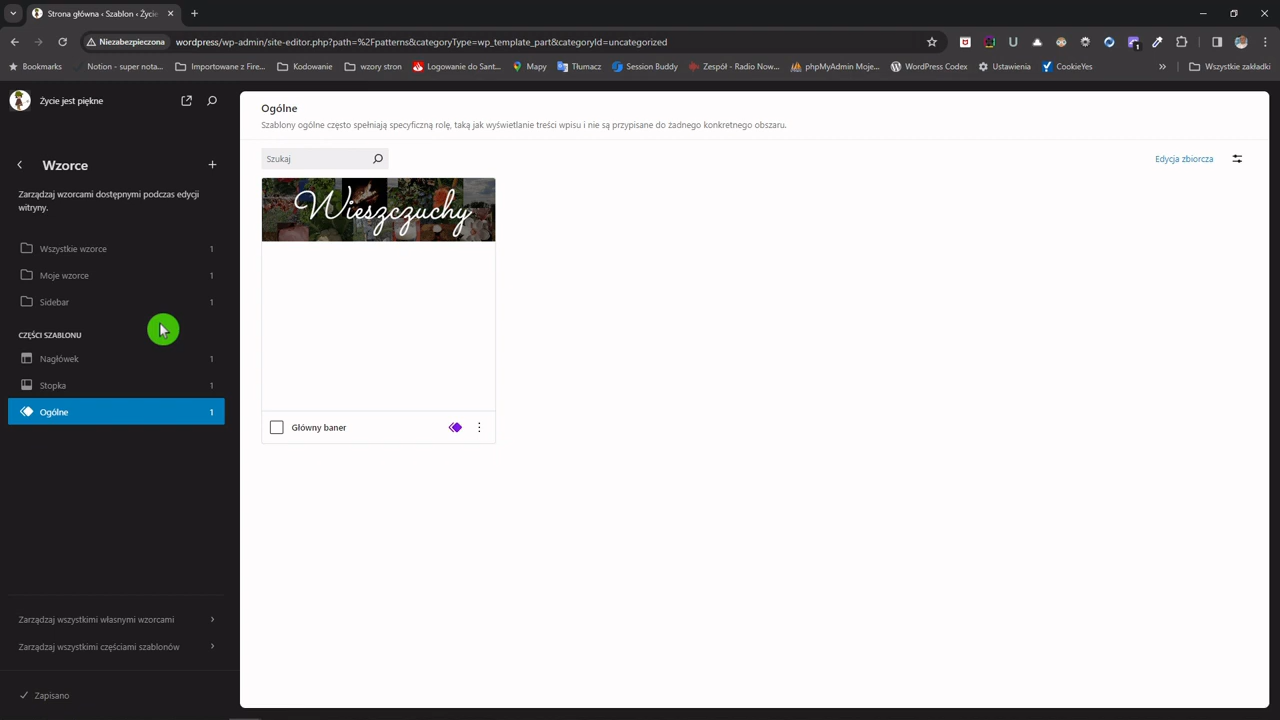 Strona główna ‹ Szablon ‹ Życie
Niezabezpieczona
wordpress/wp-admin/site-editor.php?path=%2Fpatterns&categoryType=wp_template_part&categoryId=uncategorized
1
Bookmarks
Notion - super nota...
Importowane z Fire...
Kodowanie
wzory stron
Logowanie do Sant...
Mapy
Tłumacz
Session Buddy
Zespół - Radio Now...
phpMyAdmin Moje...
WordPress Codex
Ustawienia
CookieYes
»
Wszystkie zakładki
Życie jest piękne
Wzorce
Zarządzaj wzorcami dostępnymi podczas edycji
witryny.
Wszystkie wzorce 1
Moje wzorce 1
Sidebar 1
CZĘŚCI SZABLONU
Nagłówek 1
Stopka 1
Ogólne 1
Zarządzaj wszystkimi własnymi wzorcami
Zarządzaj wszystkimi częściami szablonów
Zapisano
Ogólne
Szablony ogólne często spełniają specyficzną rolę, taką jak wyświetlanie treści wpisu i nie są przypisane do żadnego konkretnego obszaru.
Szukaj
Edycja zbiorcza
Wieszczuchy
Główny baner